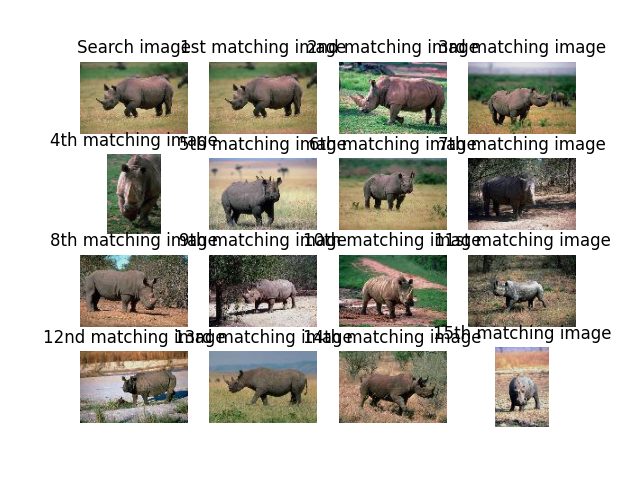 Search image
1st matching image
2nd matching image
3rd matching image
4th matching image
5th matching image
6th matching image
7th matching image
8th matching image
9th matching image
10th matching image
11st matching image
12nd matching image
13rd matching image
14th matching image
15th matching image